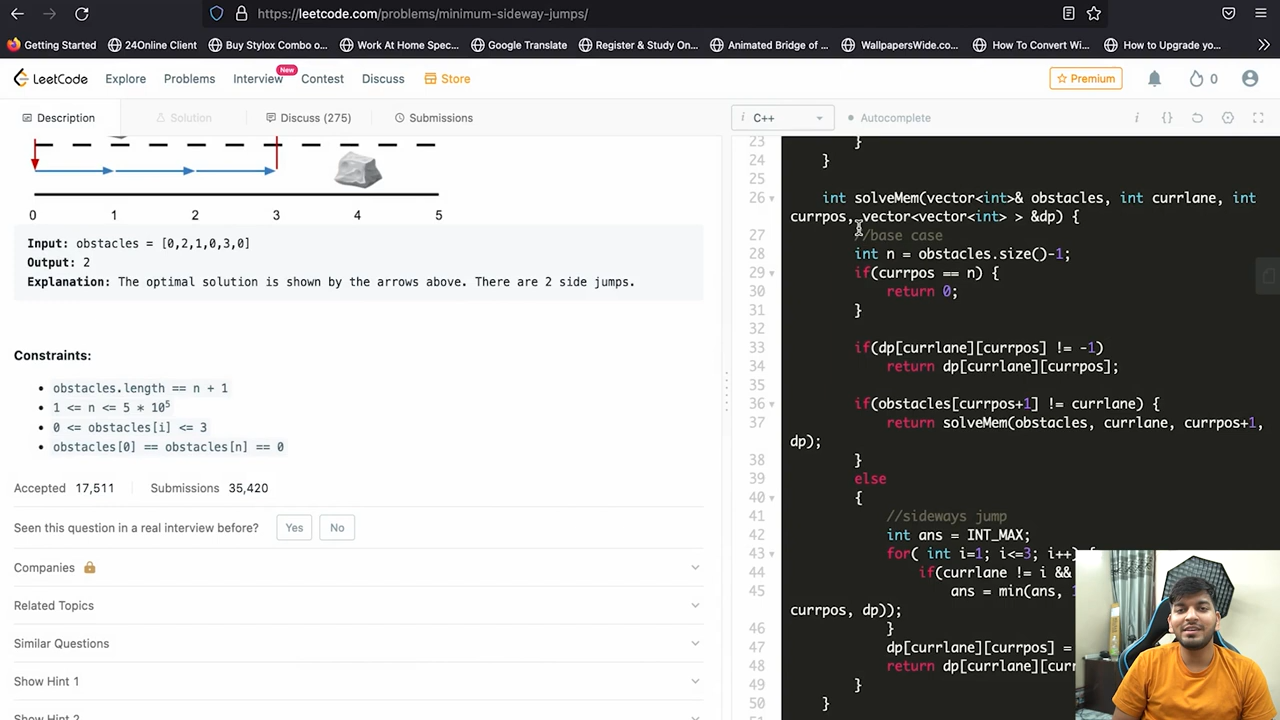 https://leetcode.com/problems/minimum-sideway-jumps/
Getting Started 24Online Client Buy Stylox Combo o... Work At Home Spec... Google Translate Register & Study On... Animated Bridge of ... WallpapersWide.co... How To Convert Wi... How to Upgrade yo...
LeetCode Explore Problems Interview New Contest Discuss Store Premium 0
Description Solution Discuss (275) Submissions
i C++ Autocomplete
0 1 2 3 4 5
Input: obstacles = [0,2,1,0,3,0]
Output: 2
Explanation: The optimal solution is shown by the arrows above. There are 2 side jumps.
Constraints:
• obstacles.length == n + 1
• 1 <= n <= 5 * 10⁵
• 0 <= obstacles[i] <= 3
• obstacles[0] == obstacles[n] == 0
Accepted 17,511 Submissions 35,420
Seen this question in a real interview before? Yes No
Companies
Related Topics
Similar Questions
Show Hint 1
Show Hint 2
23 }
24 }
25
26 int solveMem(vector<int>& obstacles, int currlane, int
currpos, vector<vector<int> > &dp) {
27 //base case
28 int n = obstacles.size()-1;
29 if(currpos == n) {
30 return 0;
31 }
32
33 if(dp[currlane][currpos] != -1)
34 return dp[currlane][currpos];
35
36 if(obstacles[currpos+1] != currlane) {
37 return solveMem(obstacles, currlane, currpos+1,
dp);
38 }
39 else
40 {
41 //sideways jump
42 int ans = INT_MAX;
43 for( int i=1; i<=3; i++) {
44 if(currlane != i &&
45 ans = min(ans,
currpos, dp));
46 }
47 dp[currlane][currpos] =
48 return dp[currlane][curr
49 }
50 }